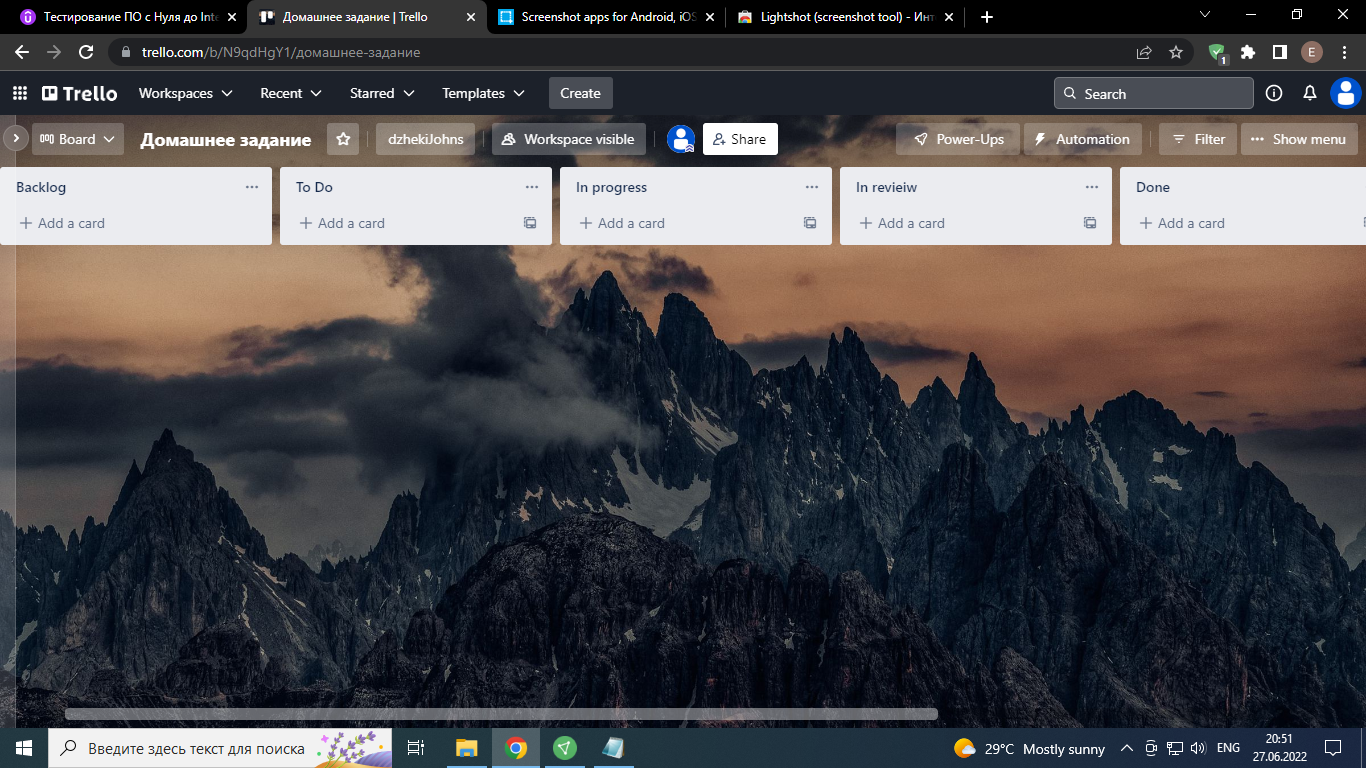 Тестирование ПО с Нуля до Inte
Домашнее задание | Trello
Screenshot apps for Android, iOS
Lightshot (screenshot tool) - Инт
trello.com/b/N9qdHgY1/домашнее-задание
1
E
Trello
Workspaces
Recent
Starred
Templates
Create
Search
Board
Домашнее задание
dzhekiJohns
Workspace visible
Share
Power-Ups
Automation
Filter
Show menu
Backlog
To Do
In progress
In revieiw
Done
Add a card
Add a card
Add a card
Add a card
Add a card
Введите здесь текст для поиска
29°C Mostly sunny
ENG
20:51
27.06.2022